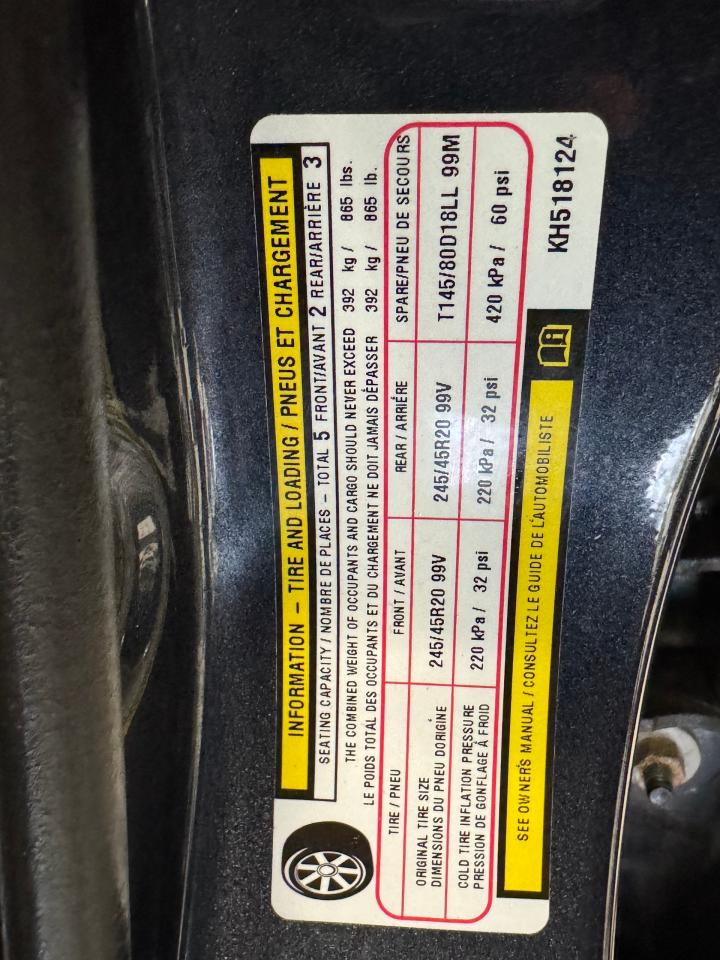 INFORMATION – TIRE AND LOADING / PNEUS ET CHARGEMENT
SEATING CAPACITY / NOMBRE DE PLACES – TOTAL 5 FRONT/AVANT 2 REAR/ARRIÈRE 3
THE COMBINED WEIGHT OF OCCUPANTS AND CARGO SHOULD NEVER EXCEED 392 kg / 865 lbs.
LE POIDS TOTAL DES OCCUPANTS ET DU CHARGEMENT NE DOIT JAMAIS DÉPASSER 392 kg / 865 lb.
TIRE / PNEU FRONT / AVANT REAR / ARRIÉRE SPARE/PNEU DE SECOURS
ORIGINAL TIRE SIZE
DIMENSIONS DU PNEU DORIGINE 245/45R20 99V 245/45R20 99V T145/80D18LL 99M
COLD TIRE INFLATION PRESSURE
PRESSION DE GONFLAGE Á FROID 220 kPa / 32 psi 220 kPa / 32 psi 420 kPa / 60 psi
SEE OWNER'S MANUAL / CONSULTEZ LE GUIDE DE L'AUTOMOBILISTE
KH518124